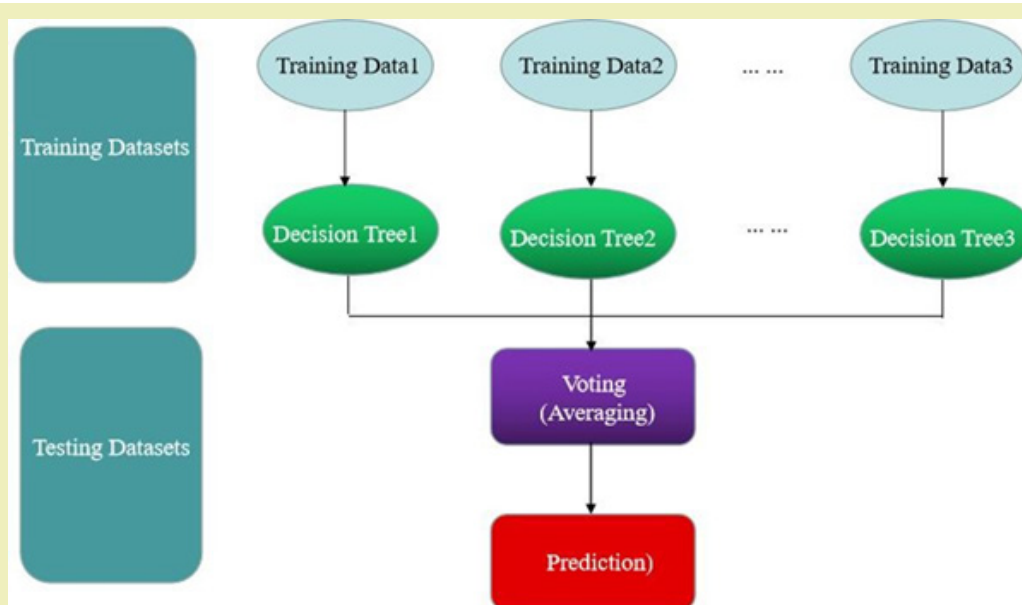 Training Datasets
Training Data1
Training Data2
... ...
Training Data3
Decision Tree1
Decision Tree2
... ...
Decision Tree3
Testing Datasets
Voting
(Averaging)
Prediction)